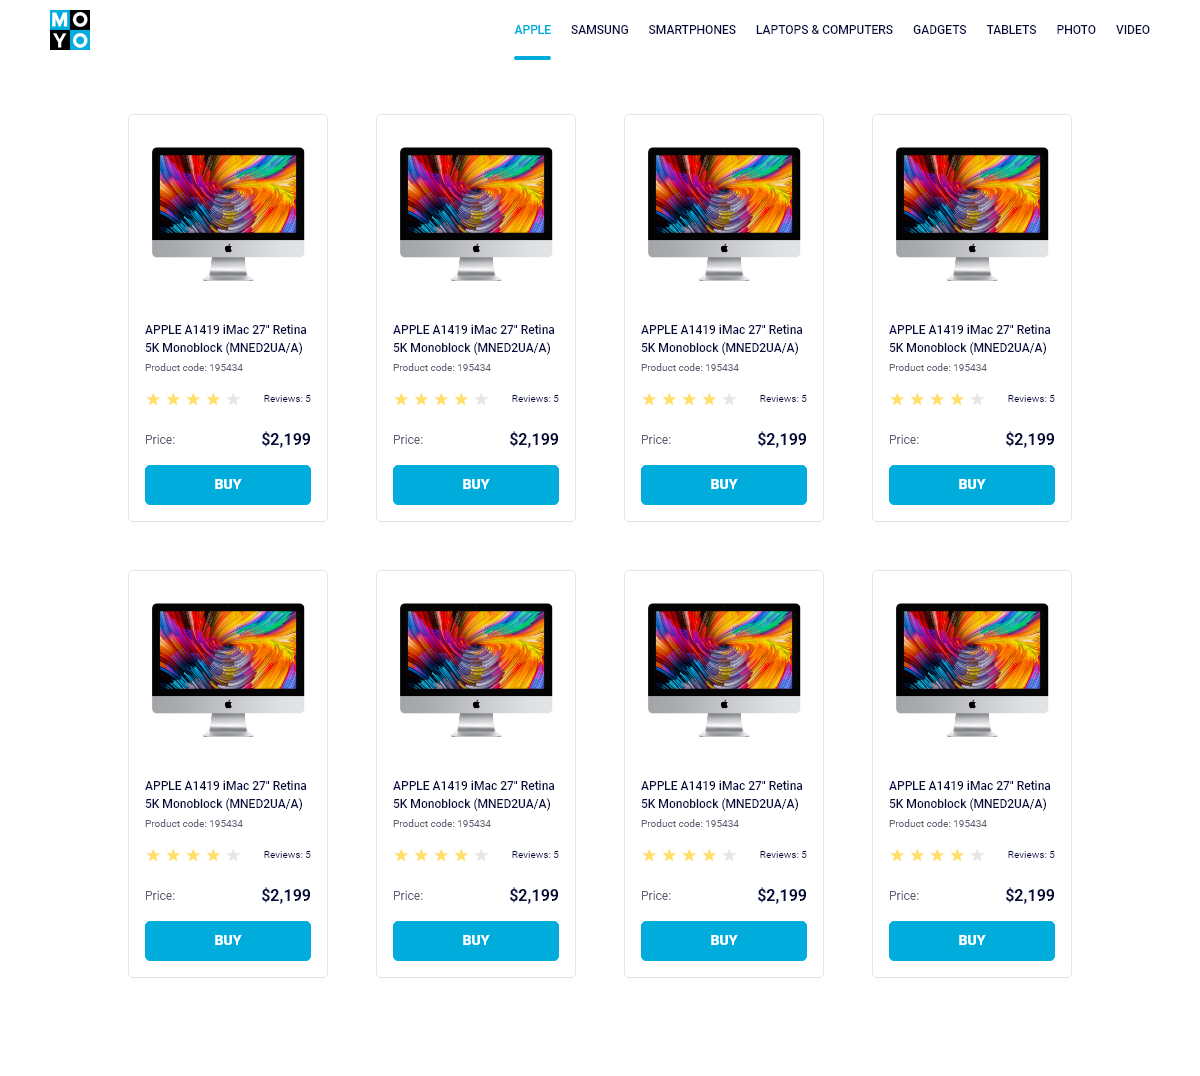 MO
YO
APPLE SAMSUNG SMARTPHONES LAPTOPS & COMPUTERS GADGETS TABLETS PHOTO VIDEO
APPLE A1419 iMac 27" Retina
5K Monoblock (MNED2UA/A)
Product code: 195434
Reviews: 5
Price: $2,199
BUY
APPLE A1419 iMac 27" Retina
5K Monoblock (MNED2UA/A)
Product code: 195434
Reviews: 5
Price: $2,199
BUY
APPLE A1419 iMac 27" Retina
5K Monoblock (MNED2UA/A)
Product code: 195434
Reviews: 5
Price: $2,199
BUY
APPLE A1419 iMac 27" Retina
5K Monoblock (MNED2UA/A)
Product code: 195434
Reviews: 5
Price: $2,199
BUY
APPLE A1419 iMac 27" Retina
5K Monoblock (MNED2UA/A)
Product code: 195434
Reviews: 5
Price: $2,199
BUY
APPLE A1419 iMac 27" Retina
5K Monoblock (MNED2UA/A)
Product code: 195434
Reviews: 5
Price: $2,199
BUY
APPLE A1419 iMac 27" Retina
5K Monoblock (MNED2UA/A)
Product code: 195434
Reviews: 5
Price: $2,199
BUY
APPLE A1419 iMac 27" Retina
5K Monoblock (MNED2UA/A)
Product code: 195434
Reviews: 5
Price: $2,199
BUY